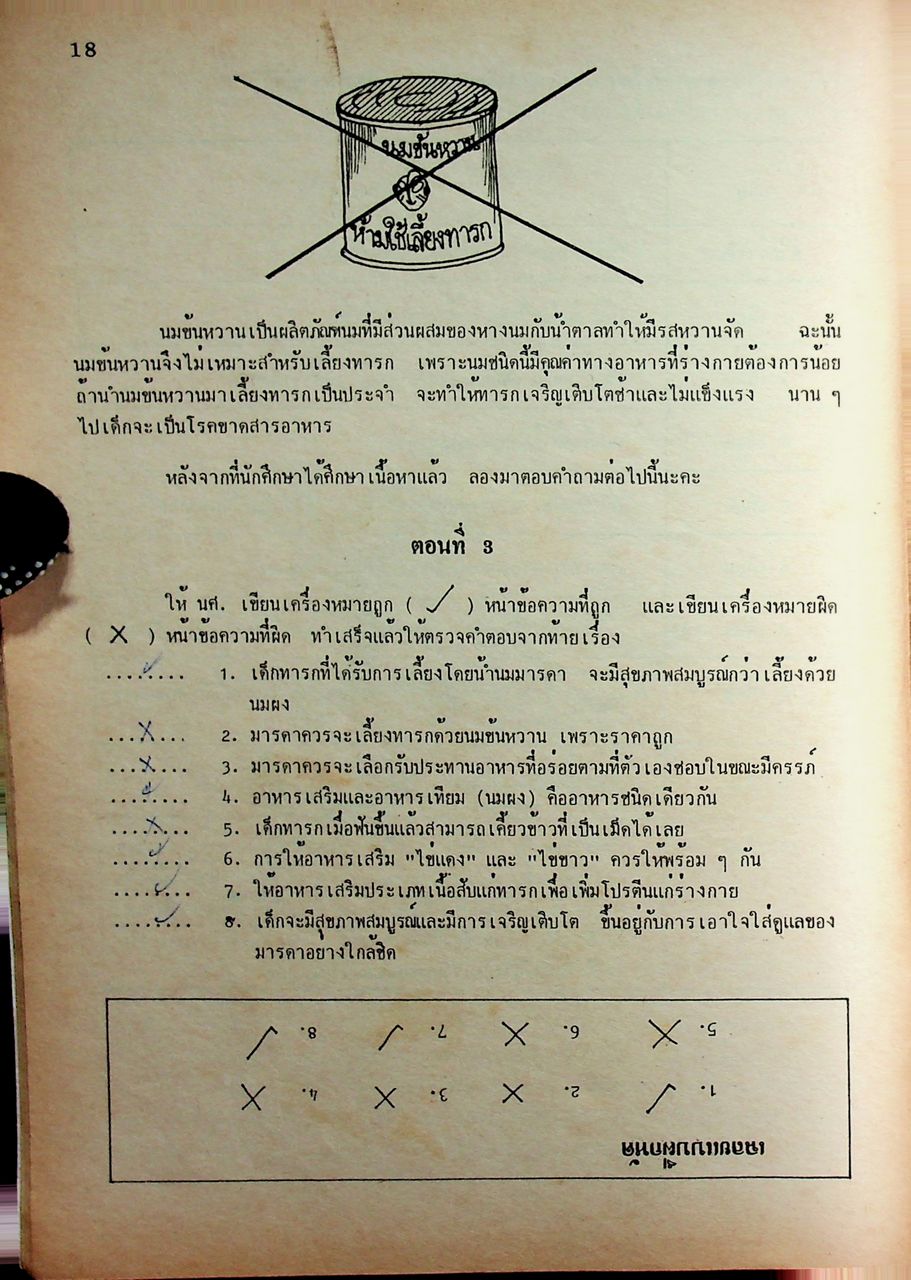 18
นมข้นหวาน
ห้ามใช้เลี้ยงทารก
นมข้นหวานเป็นผลิตภัณฑ์นมที่มีส่วนผสมของหางนมกับน้ำตาลทำให้มีรสหวานจัด ฉะนั้น
นมข้นหวานจึงไม่เหมาะสำหรับเลี้ยงทารก เพราะนมชนิดนี้มีคุณค่าทางอาหารที่ร่างกายต้องการน้อย
ถ้านำนมข้นหวานมาเลี้ยงทารกเป็นประจำ จะทำให้ทารกเจริญเติบโตช้าและไม่แข็งแรง นาน ๆ
ไปเด็กจะเป็นโรคขาดสารอาหาร
หลังจากที่นักศึกษาได้ศึกษาเนื้อหาแล้ว ลองมาตอบคำถามต่อไปนี้นะคะ
ตอนที่ 3
ให้ นศ. เขียนเครื่องหมายถูก ( ✓ ) หน้าข้อความที่ถูก และเขียนเครื่องหมายผิด
( X ) หน้าข้อความที่ผิด ทำเสร็จแล้วให้ตรวจคำตอบจากท้ายเรื่อง
....✓.... 1. เด็กทารกที่ได้รับการเลี้ยงโดยน้ำนมมารดา จะมีสุขภาพสมบูรณ์กว่าเลี้ยงด้วย
นมผง
...X... 2. มารดาควรจะเลี้ยงทารกด้วยนมข้นหวาน เพราะราคาถูก
...X... 3. มารดาควรจะเลือกรับประทานอาหารที่อร่อยตามที่ตัวเองชอบในขณะมีครรภ์
........ 4. อาหารเสริมและอาหารเทียม (นมผง) คืออาหารชนิดเดียวกัน
....X... 5. เด็กทารกเมื่อฟันขึ้นแล้วสามารถเคี้ยวข้าวที่เป็นเม็ดได้เลย
....✓... 6. การให้อาหารเสริม "ไข่แดง" และ "ไข่ขาว" ควรให้พร้อม ๆ กัน
....✓... 7. ให้อาหารเสริมประเภทเนื้อสับแก่ทารกเพื่อเพิ่มโปรตีนแก่ร่างกาย
....✓... 8. เด็กจะมีสุขภาพสมบูรณ์และมีการเจริญเติบโต ขึ้นอยู่กับการเอาใจใส่ดูแลของ
มารดาอย่างใกล้ชิด
เฉลยแบบฝึกหัด
1. ✓ 2. X 3. X 4. X
5. X 6. X 7. ✓ 8. ✓